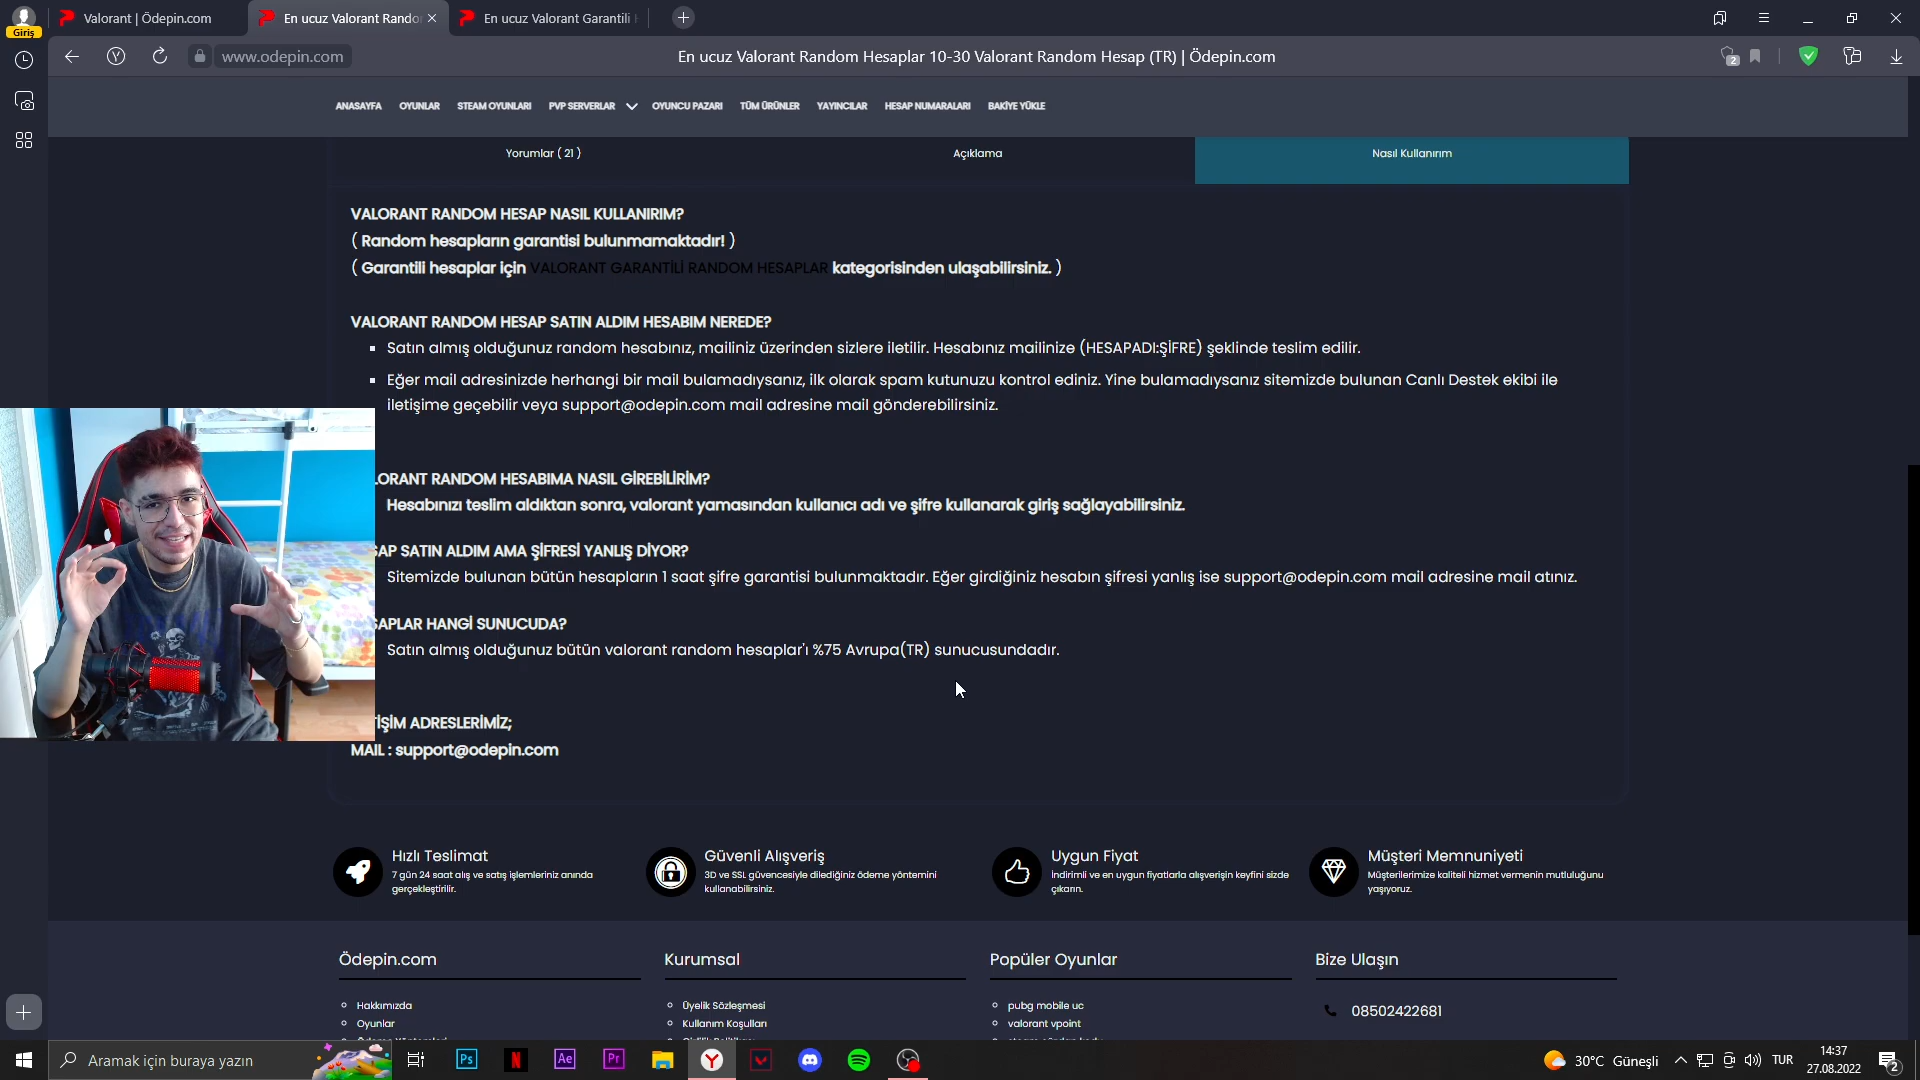 Giriş
Valorant | Ödepin.com
En ucuz Valorant Rando
En ucuz Valorant Garantili
www.odepin.com
En ucuz Valorant Random Hesaplar 10-30 Valorant Random Hesap (TR) | Ödepin.com
2
ANASAYFA OYUNLAR STEAM OYUNLARI PVP SERVERLAR OYUNCU PAZARI TÜM ÜRÜNLER YAYINCILAR HESAP NUMARALARI BAKİYE YÜKLE
Yorumlar ( 21 )
Açıklama
Nasıl Kullanırım
VALORANT RANDOM HESAP NASIL KULLANIRIM?
( Random hesapların garantisi bulunmamaktadır! )
( Garantili hesaplar için VALORANT GARANTİLİ RANDOM HESAPLAR kategorisinden ulaşabilirsiniz. )
VALORANT RANDOM HESAP SATIN ALDIM HESABIM NEREDE?
Satın almış olduğunuz random hesabınız, mailiniz üzerinden sizlere iletilir. Hesabınız mailinize (HESAPADI:ŞİFRE) şeklinde teslim edilir.
Eğer mail adresinizde herhangi bir mail bulamadıysanız, ilk olarak spam kutunuzu kontrol ediniz. Yine bulamadıysanız sitemizde bulunan Canlı Destek ekibi ile
iletişime geçebilir veya support@odepin.com mail adresine mail gönderebilirsiniz.
LORANT RANDOM HESABIMA NASIL GİREBİLİRİM?
Hesabınızı teslim aldıktan sonra, valorant yamasından kullanıcı adı ve şifre kullanarak giriş sağlayabilirsiniz.
SAP SATIN ALDIM AMA ŞİFRESİ YANLIŞ DİYOR?
Sitemizde bulunan bütün hesapların 1 saat şifre garantisi bulunmaktadır. Eğer girdiğiniz hesabın şifresi yanlış ise support@odepin.com mail adresine mail atınız.
SAPLAR HANGİ SUNUCUDA?
Satın almış olduğunuz bütün valorant random hesaplar'ı %75 Avrupa(TR) sunucusundadır.
TİŞİM ADRESLERİMİZ;
MAIL : support@odepin.com
Hızlı Teslimat
7 gün 24 saat alış ve satış işlemleriniz anında
gerçekleştirilir.
Güvenli Alışveriş
3D ve SSL güvencesiyle dilediğiniz ödeme yöntemini
kullanabilirsiniz.
Uygun Fiyat
İndirimli ve en uygun fiyatlarla alışverişin keyfini sizde
çıkarın.
Müşteri Memnuniyeti
Müşterilerimize kaliteli hizmet vermenin mutluluğunu
yaşıyoruz.
Ödepin.com
Kurumsal
Popüler Oyunlar
Bize Ulaşın
Hakkımızda
Oyunlar
Üyelik Sözleşmesi
Kullanım Koşulları
pubg mobile uc
valorant vpoint
08502422681
Aramak için buraya yazın
Ps
N
Ae
Pr
Y
30°C Güneşli
TUR
14:37
27.08.2022
2